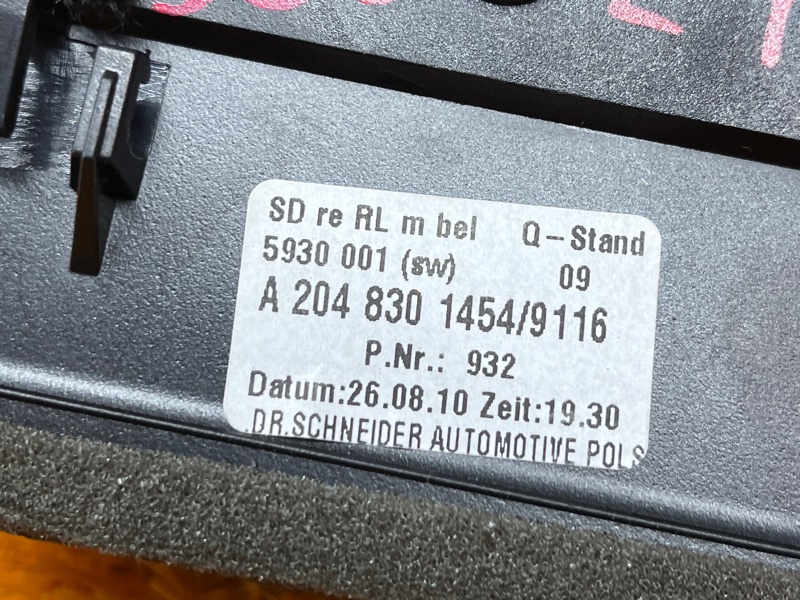 SD re RL m bel Q-Stand
5930 001 (sw) 09
A 204 830 1454/9116
P.Nr.: 932
Datum:26.08.10 Zeit:19.30
.DR.SCHNEIDER AUTOMOTIVE POLS